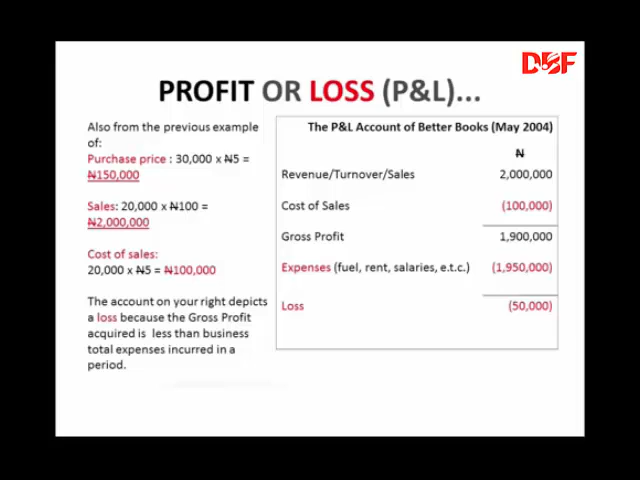 DBF
PROFIT OR LOSS (P&L)...
Also from the previous example
of:
Purchase price : 30,000 x ₦5 =
₦150,000
Sales: 20,000 x ₦100 =
₦2,000,000
Cost of sales:
20,000 x ₦5 = ₦100,000
The account on your right depicts
a loss because the Gross Profit
acquired is less than business
total expenses incurred in a
period.
The P&L Account of Better Books (May 2004)
₦
Revenue/Turnover/Sales 2,000,000
Cost of Sales (100,000)
Gross Profit 1,900,000
Expenses (fuel, rent, salaries, e.t.c.) (1,950,000)
Loss (50,000)